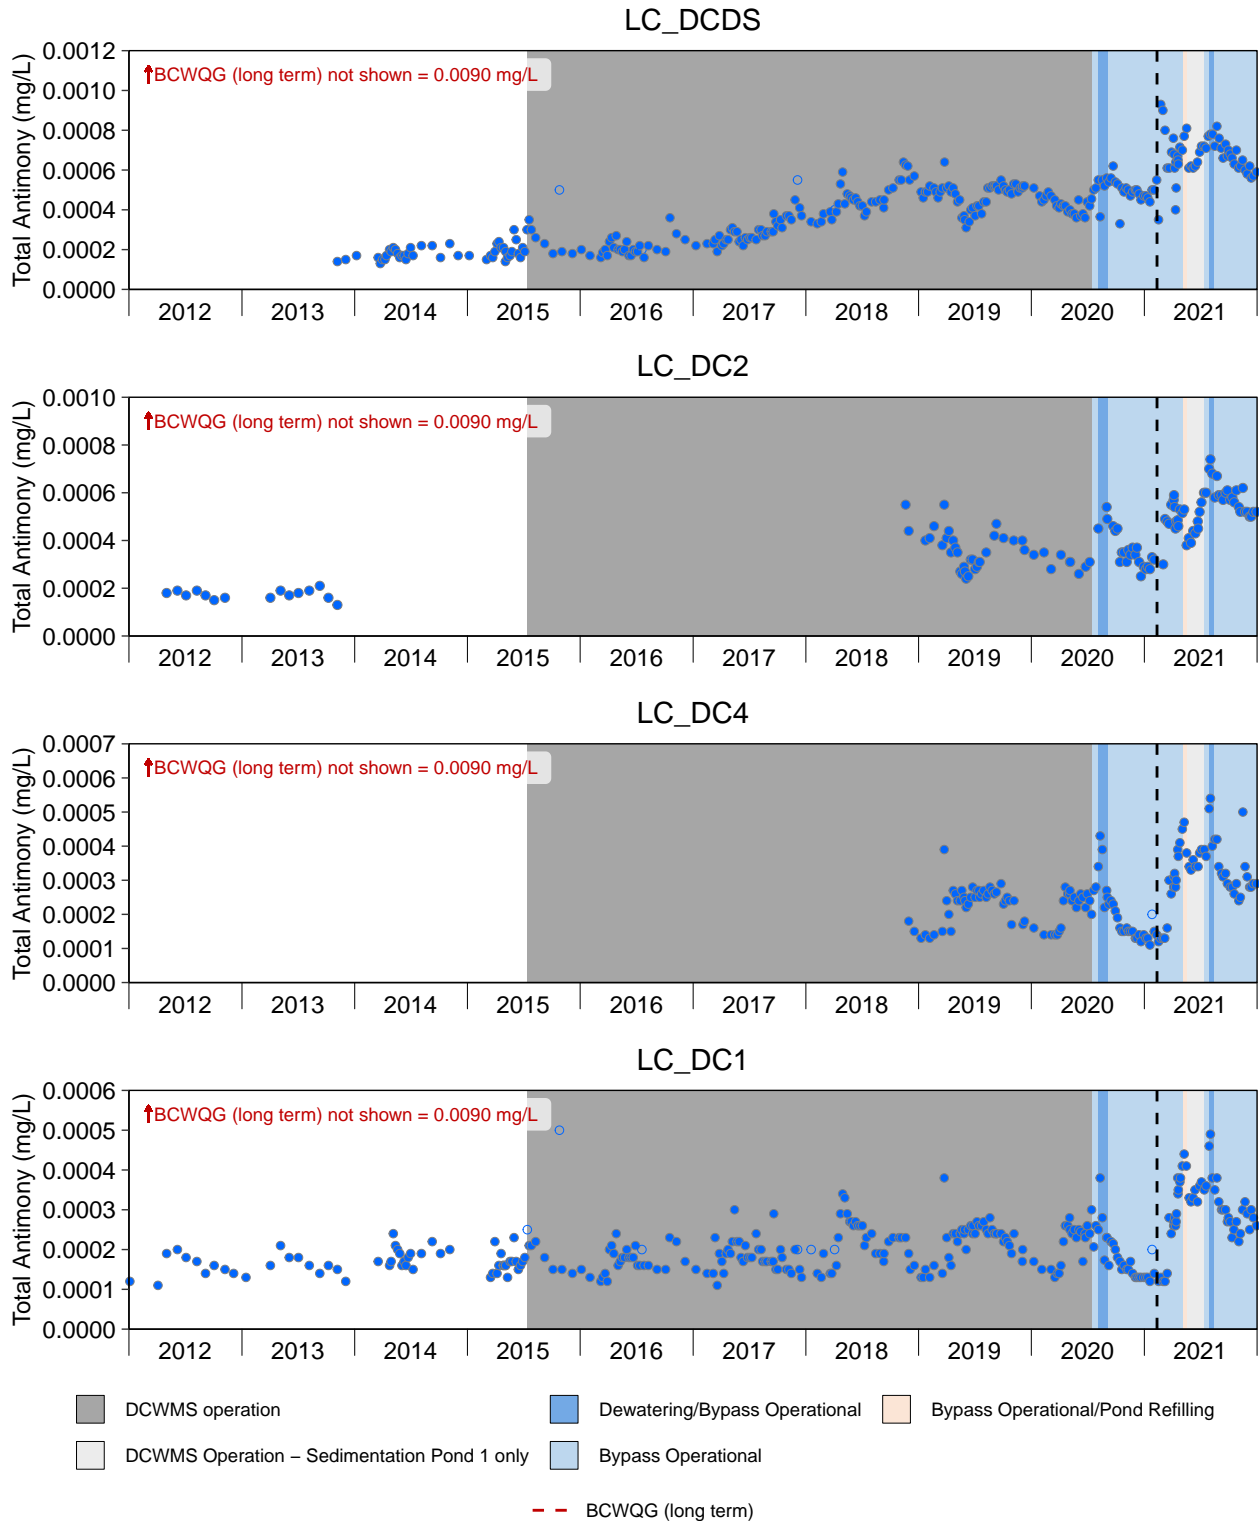 LC_DCDS
Total Antimony (mg/L)
0.0012
0.0010
0.0008
0.0006
0.0004
0.0002
0.0000
↑BCWQG (long term) not shown = 0.0090 mg/L
2012 2013 2014 2015 2016 2017 2018 2019 2020 2021
LC_DC2
Total Antimony (mg/L)
0.0010
0.0008
0.0006
0.0004
0.0002
0.0000
↑BCWQG (long term) not shown = 0.0090 mg/L
2012 2013 2014 2015 2016 2017 2018 2019 2020 2021
LC_DC4
Total Antimony (mg/L)
0.0007
0.0006
0.0005
0.0004
0.0003
0.0002
0.0001
0.0000
↑BCWQG (long term) not shown = 0.0090 mg/L
2012 2013 2014 2015 2016 2017 2018 2019 2020 2021
LC_DC1
Total Antimony (mg/L)
0.0006
0.0005
0.0004
0.0003
0.0002
0.0001
0.0000
↑BCWQG (long term) not shown = 0.0090 mg/L
2012 2013 2014 2015 2016 2017 2018 2019 2020 2021
DCWMS operation
Dewatering/Bypass Operational
Bypass Operational/Pond Refilling
DCWMS Operation – Sedimentation Pond 1 only
Bypass Operational
BCWQG (long term)